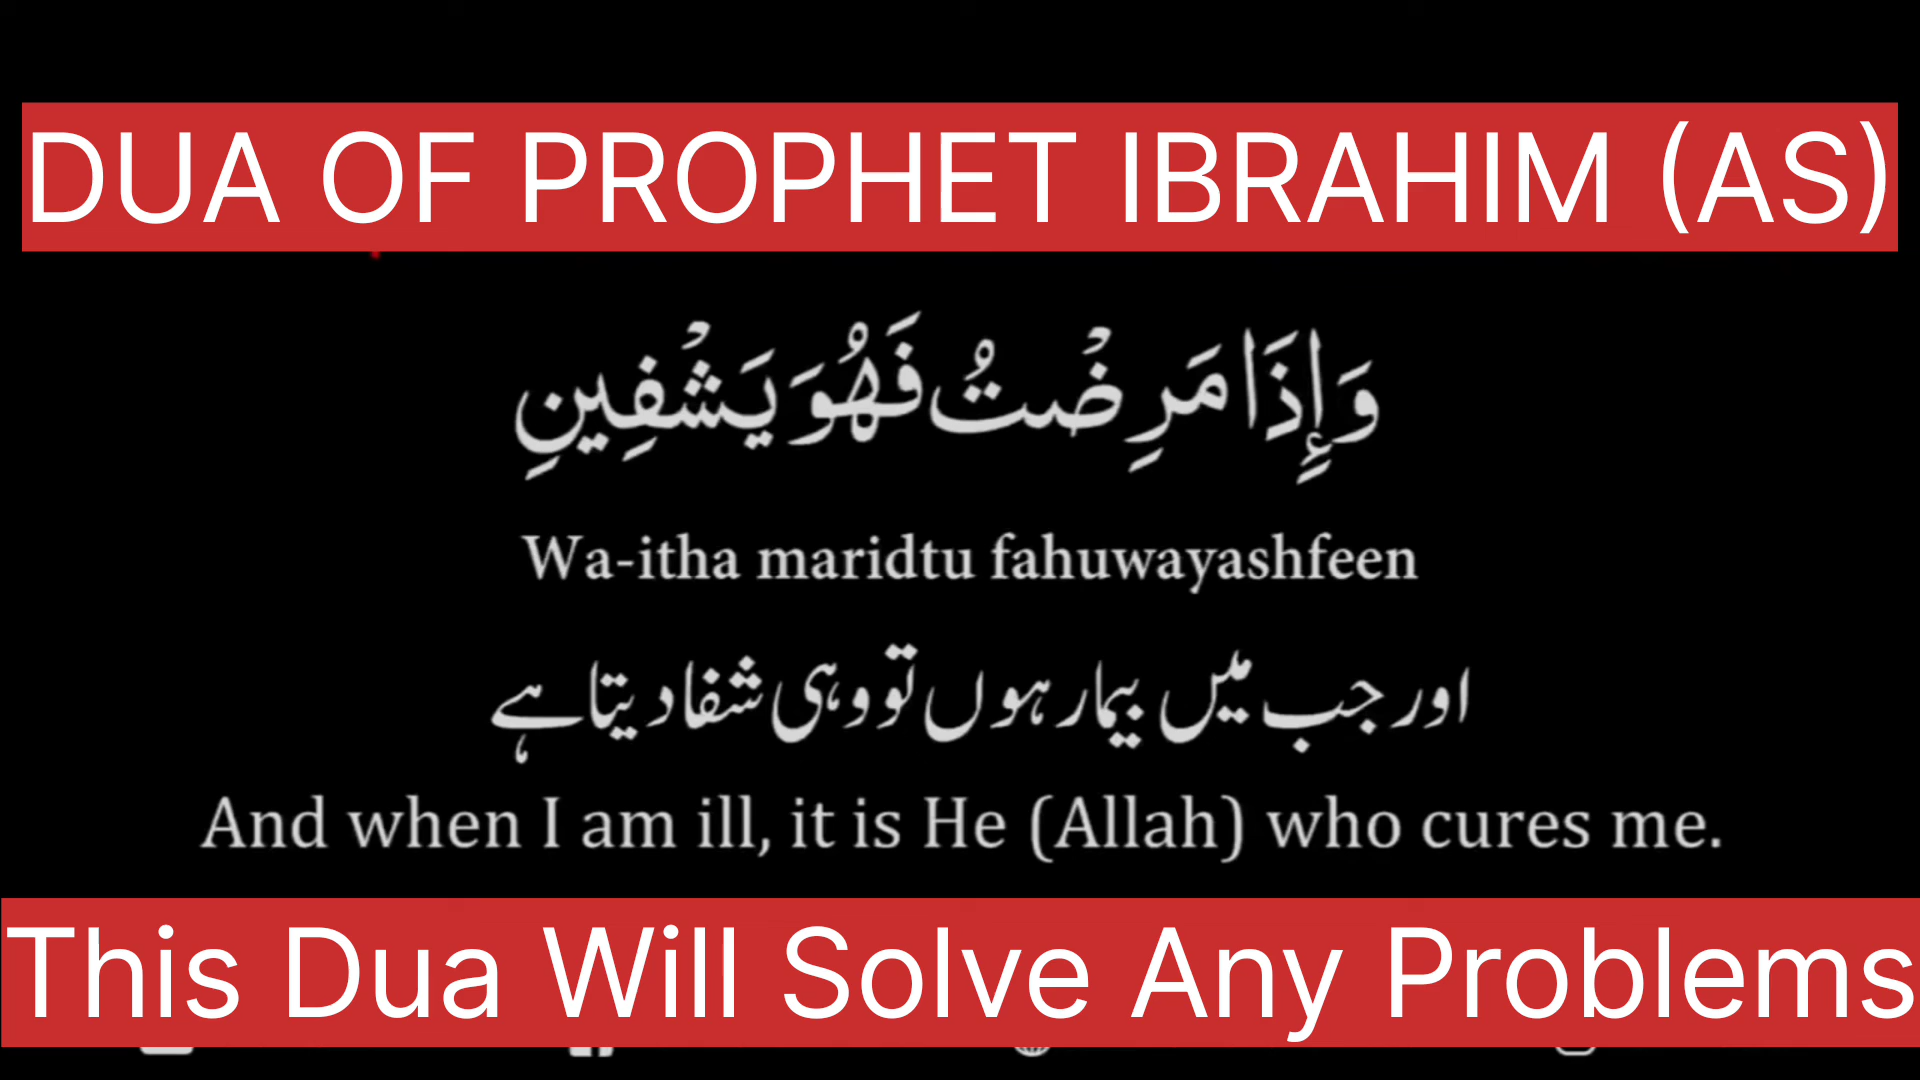 DUA OF PROPHET IBRAHIM (AS)
وَإِذَا مَرِضْتُ فَهُوَ يَشْفِينِ
Wa-itha maridtu fahuwayashfeen
اور جب میں بیمار ہوں تو وہی شفا دیتا ہے
And when I am ill, it is He (Allah) who cures me.
This Dua Will Solve Any Problems